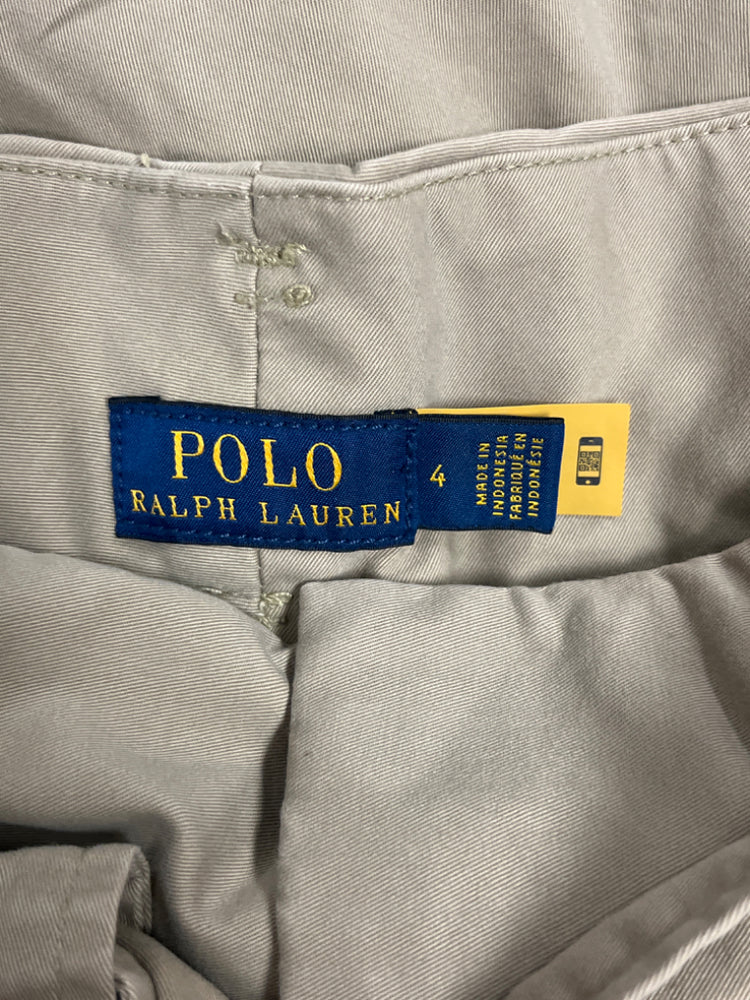 POLO
RALPH LAUREN
4
MADE IN
INDONESIA
FABRIQUÉ EN
INDONÉSIE